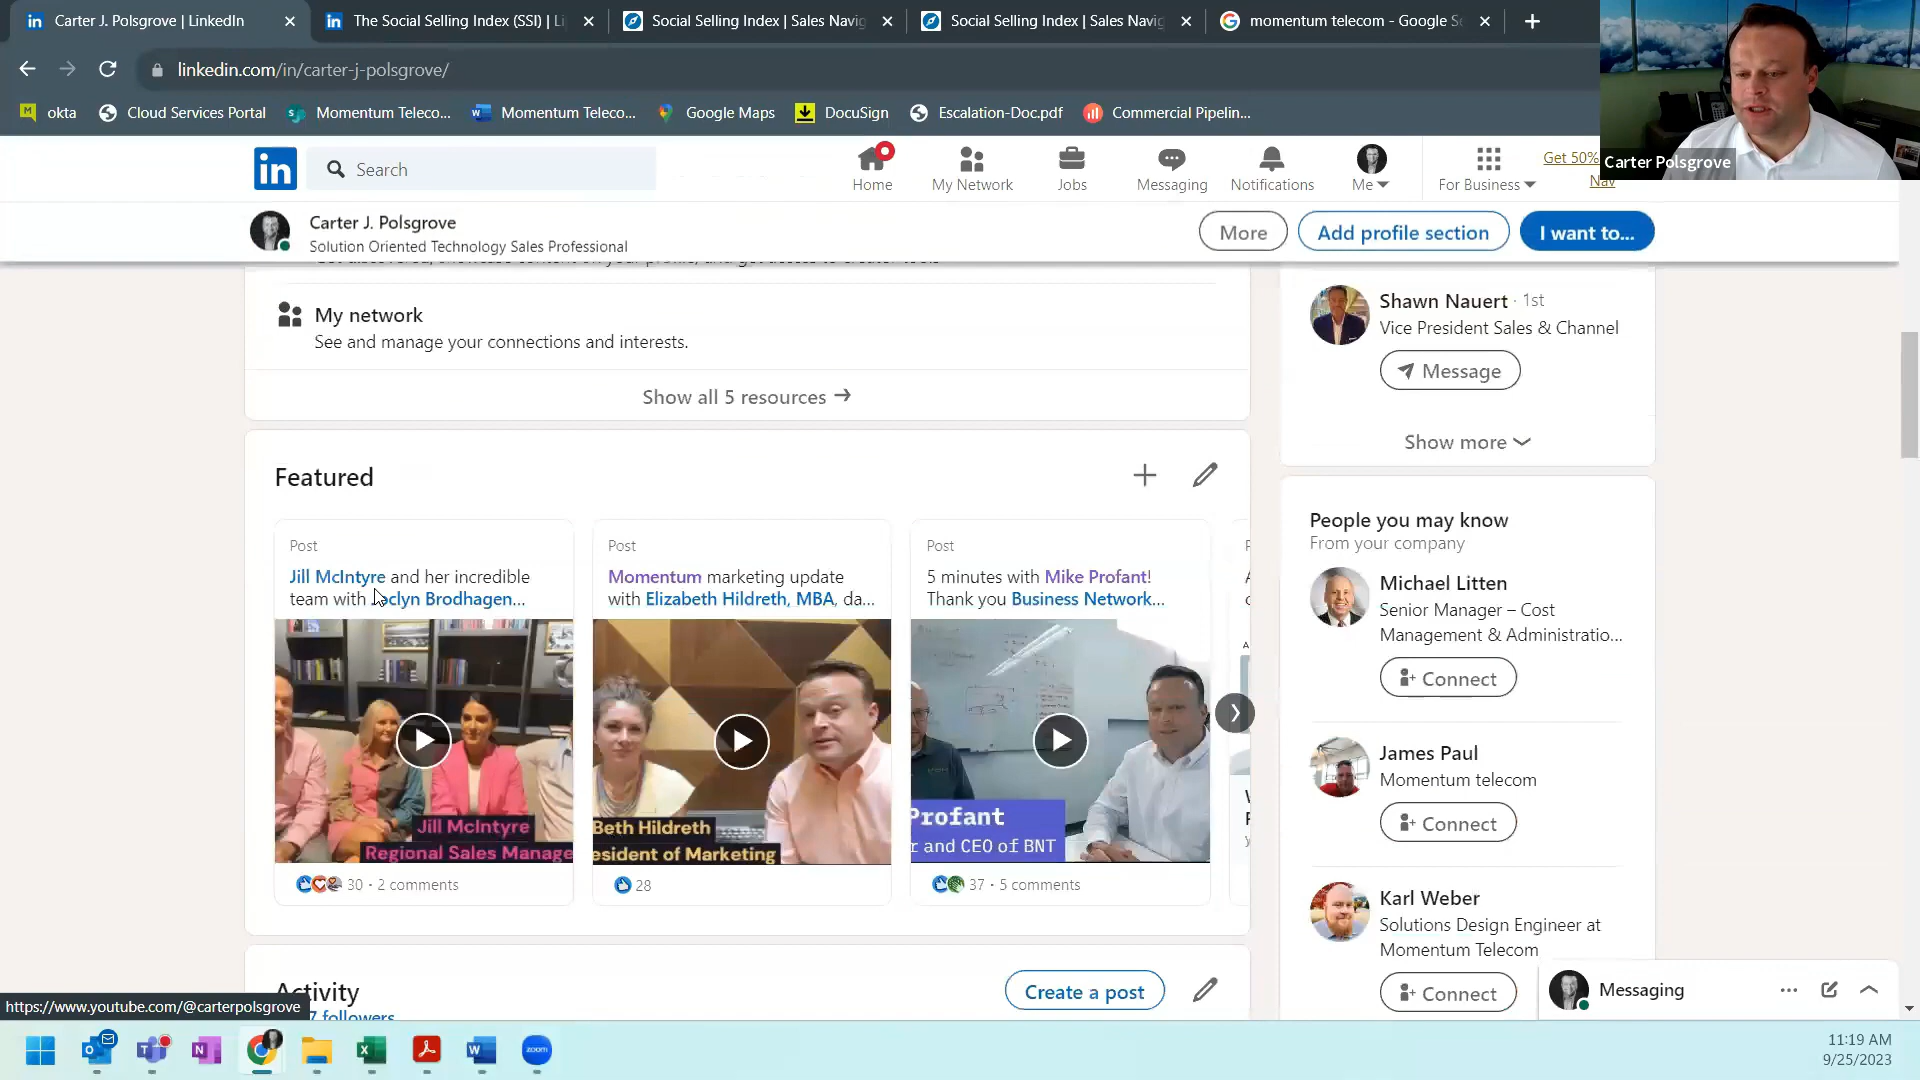 Carter J. Polsgrove | LinkedIn
The Social Selling Index (SSI) | Li
Social Selling Index | Sales Navig
Social Selling Index | Sales Navig
momentum telecom - Google Se
linkedin.com/in/carter-j-polsgrove/
okta
Cloud Services Portal
Momentum Teleco...
Momentum Teleco...
Google Maps
DocuSign
Escalation-Doc.pdf
Commercial Pipelin...
Carter Polsgrove
in
Search
Home
My Network
Jobs
Messaging
Notifications
Me
For Business
Get 50%
Nav
Carter J. Polsgrove
Solution Oriented Technology Sales Professional
More
Add profile section
I want to...
My network
See and manage your connections and interests.
Show all 5 resources
Featured
Post
Jill McIntyre and her incredible
team with Brodhagen...
Jill McIntyre
Regional Sales Manage
30 · 2 comments
Post
Momentum marketing update
with Elizabeth Hildreth, MBA, da...
Beth Hildreth
esident of Marketing
28
Post
5 minutes with Mike Profant!
Thank you Business Network...
Profant
r and CEO of BNT
37 · 5 comments
Activity
Create a post
7 followers
Shawn Nauert · 1st
Vice President Sales & Channel
Message
Show more
People you may know
From your company
Michael Litten
Senior Manager – Cost
Management & Administratio...
Connect
James Paul
Momentum telecom
Connect
Karl Weber
Solutions Design Engineer at
Momentum Telecom
Connect
Messaging
https://www.youtube.com/@carterpolsgrove
zoom
11:19 AM
9/25/2023